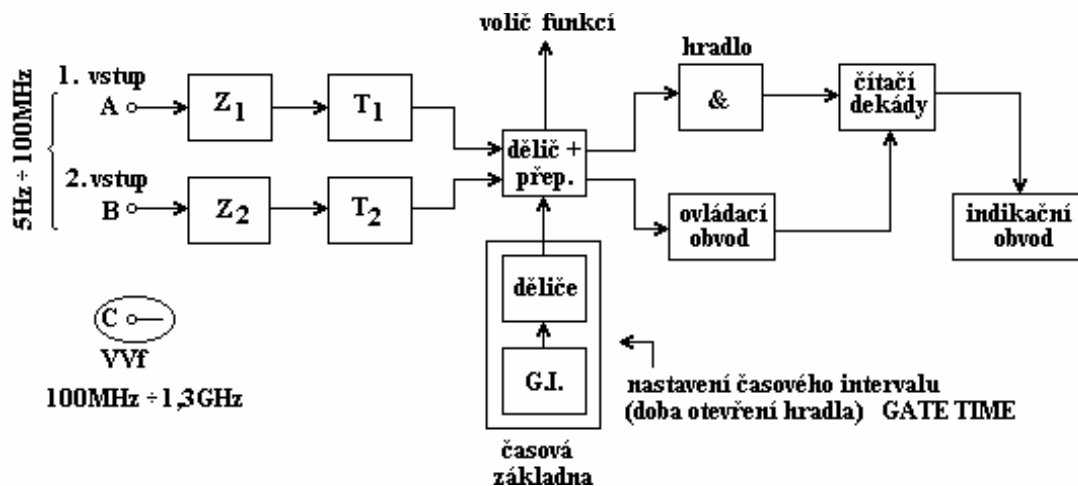 volič funkcí
hradlo
1. vstup
A
Z1
T1
&
čítačí
dekády
5Hz ÷ 100MHz
dělič +
přep.
2. vstup
B
Z2
T2
ovládací
obvod
indikační
obvod
děliče
C
VVf
G.I.
100MHz ÷ 1,3GHz
nastavení časového intervalu
(doba otevření hradla) GATE TIME
časová
základna